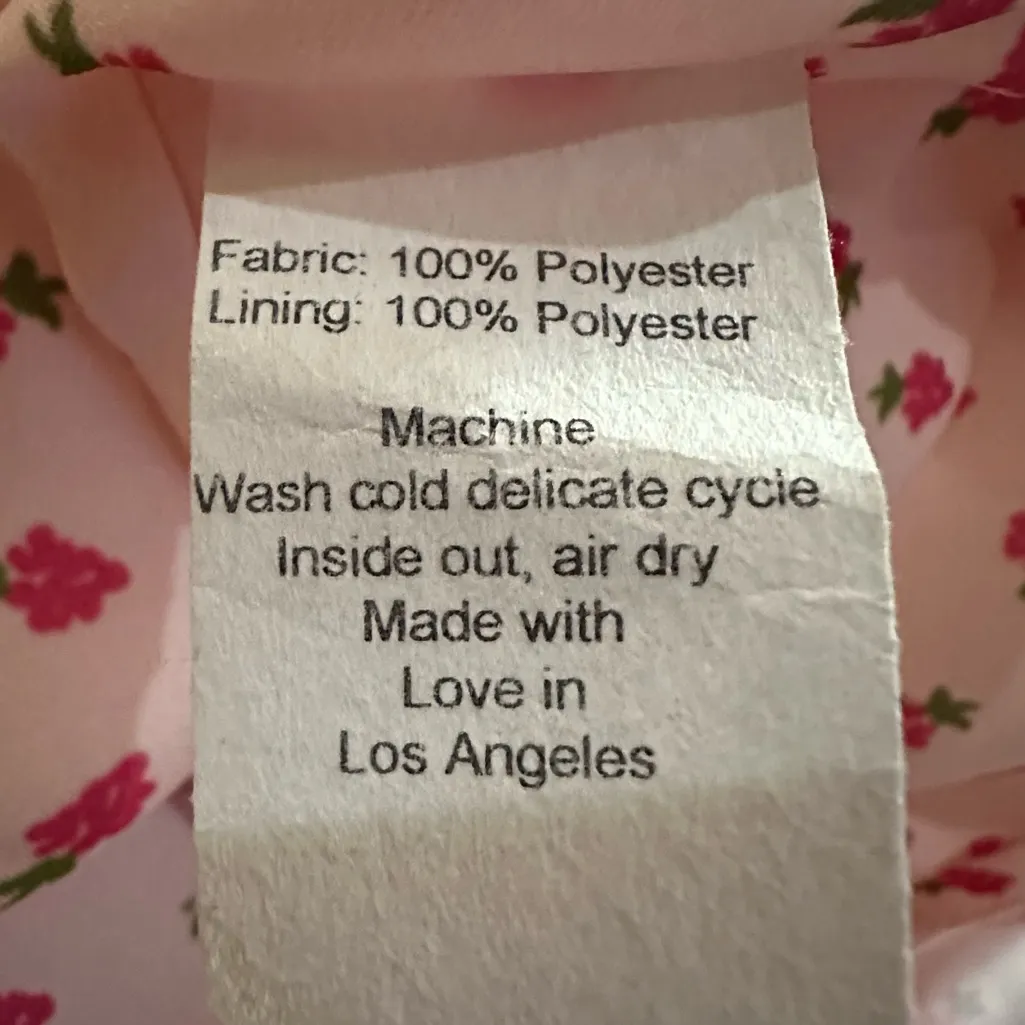 Fabric: 100% Polyester
Lining: 100% Polyester
Machine
Wash cold delicate cycle
Inside out, air dry
Made with
Love in
Los Angeles